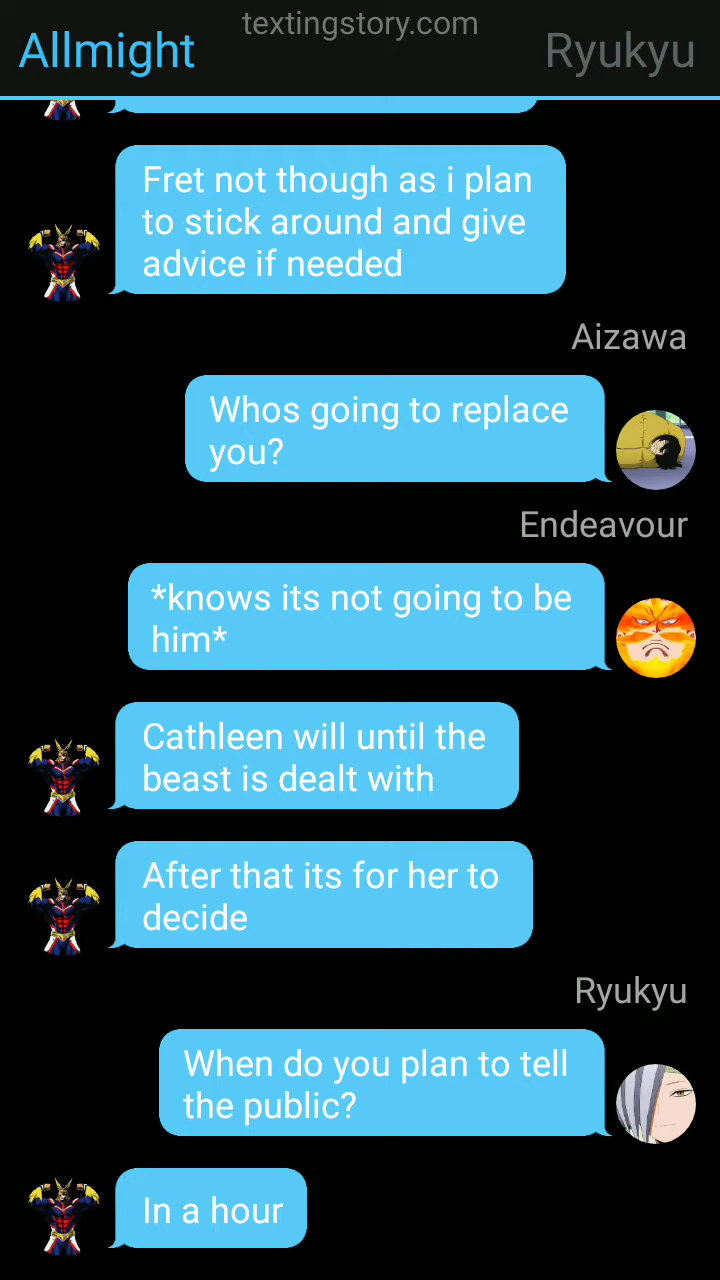 textingstory.com
Allmight
Ryukyu
Fret not though as i plan
to stick around and give
advice if needed
Aizawa
Whos going to replace
you?
Endeavour
*knows its not going to be
him*
Cathleen will until the
beast is dealt with
After that its for her to
decide
Ryukyu
When do you plan to tell
the public?
In a hour